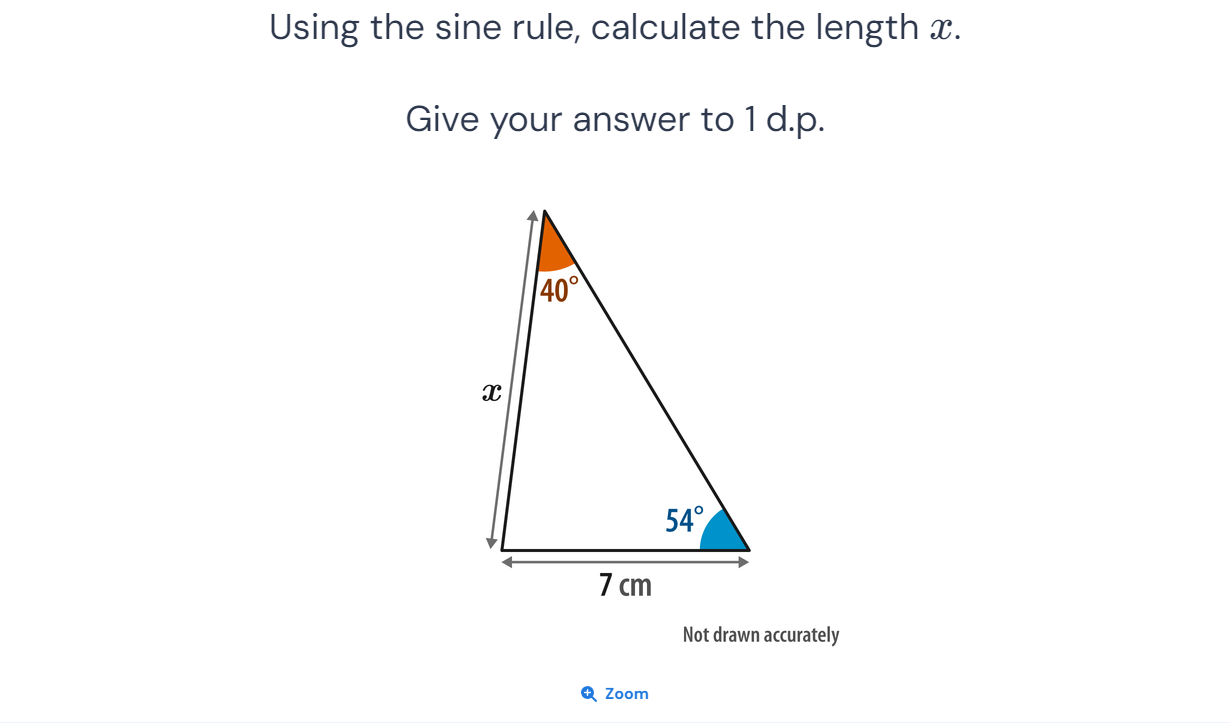 Using the sine rule, calculate the length x.
Give your answer to 1 d.p.
40°
x
54°
7 cm
Not drawn accurately
Zoom